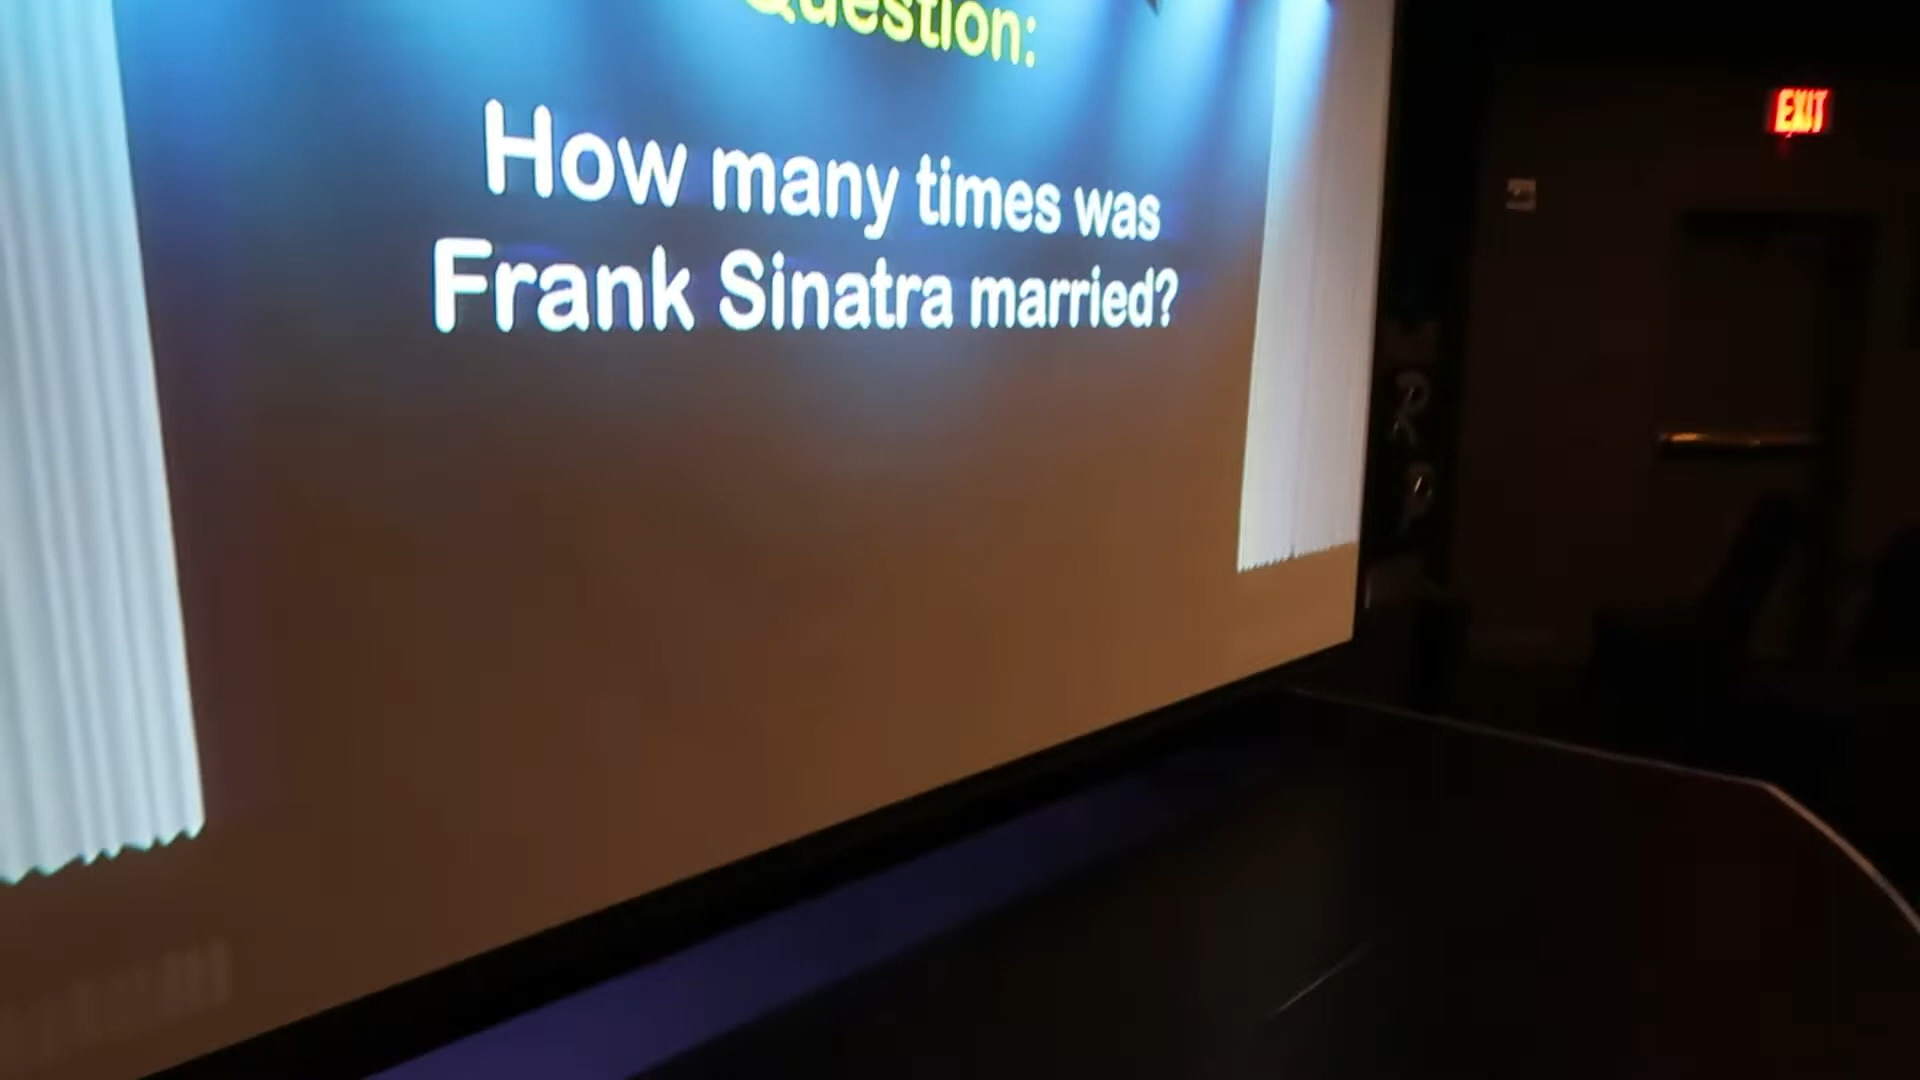 Question:
How many times was
Frank Sinatra married?
EXIT
R
P